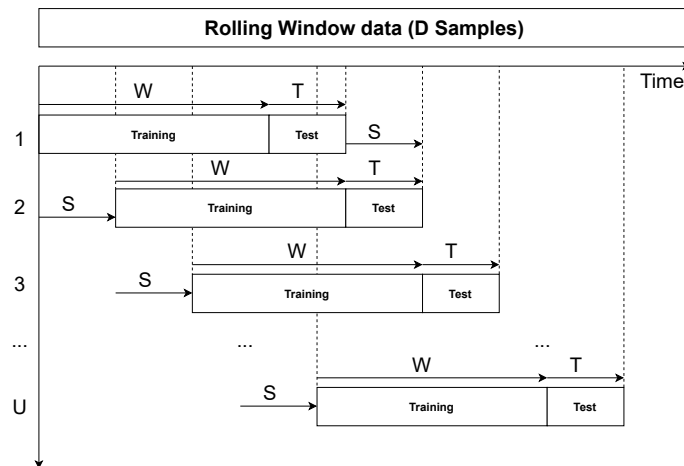 Rolling Window data (D Samples)
Time
W T
1 Training Test S
W T
2 S Training Test
W T
3 S Training Test
... ... ...
W T
U S Training Test